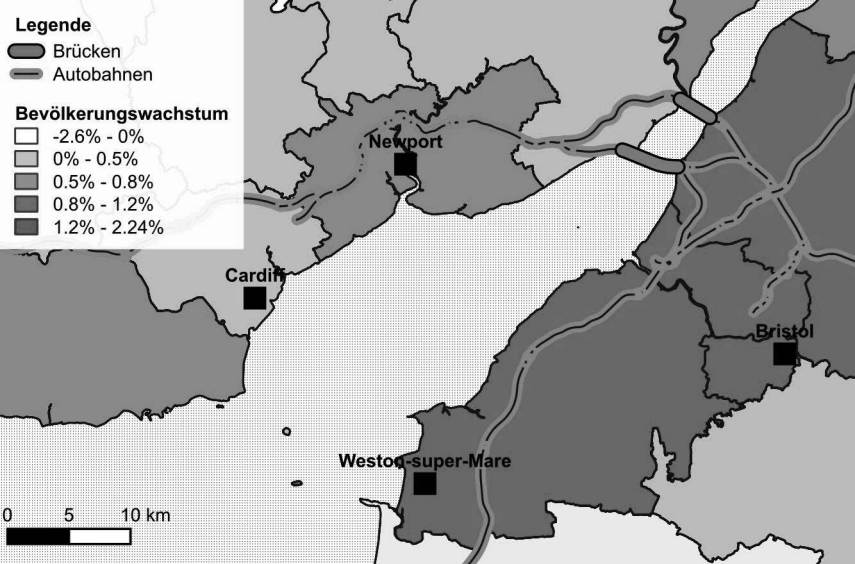 Legende
Brücken
Autobahnen
Bevölkerungswachstum
-2.6% - 0%
0% - 0.5%
0.5% - 0.8%
0.8% - 1.2%
1.2% - 2.24%
Newport
Cardiff
Bristol
Weston-super-Mare
0 5 10 km